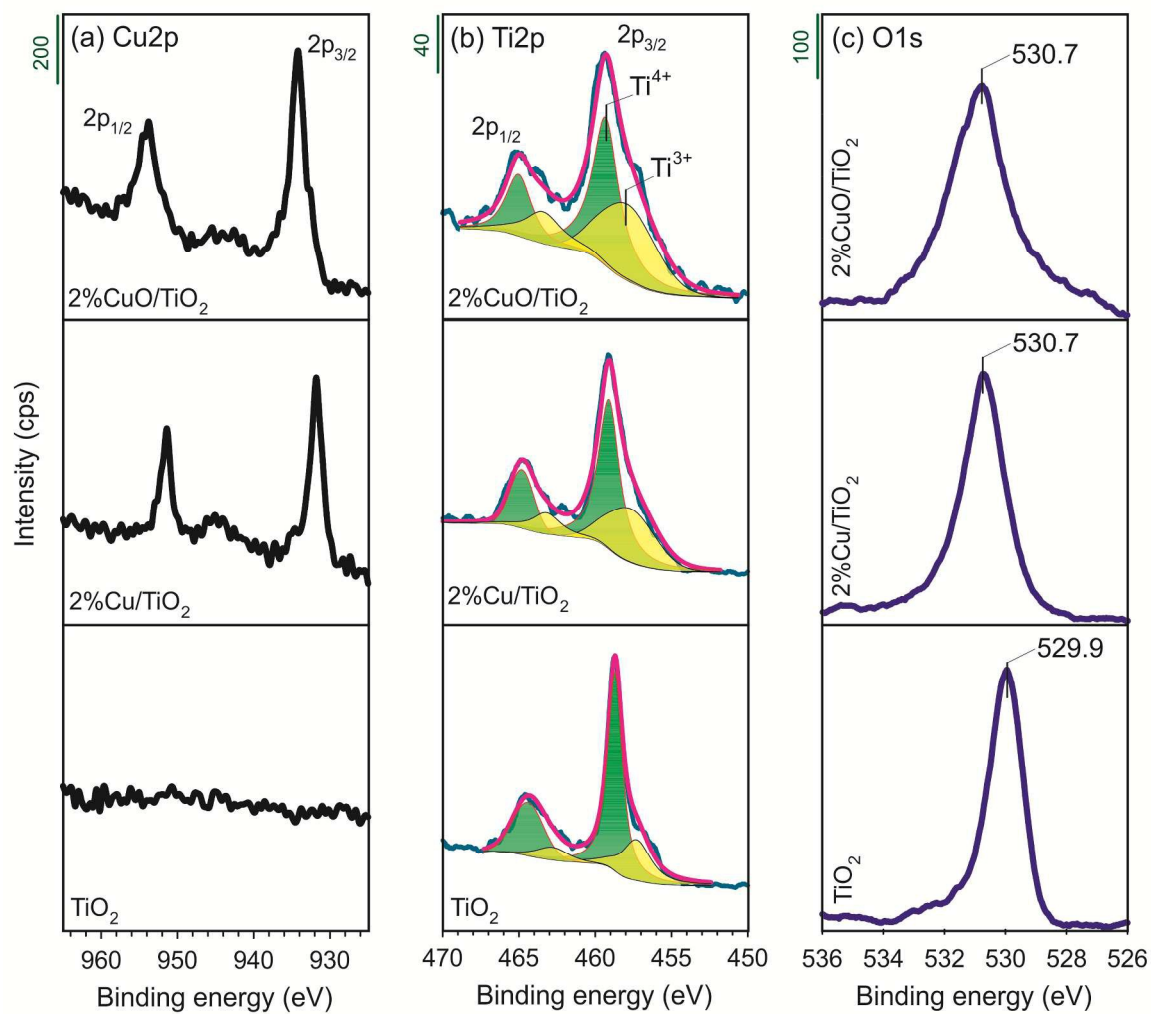 200
(a) Cu2p
2p1/2
2p3/2
2%CuO/TiO2
2%Cu/TiO2
TiO2
Intensity (cps)
960 950 940 930
Binding energy (eV)
40
(b) Ti2p
2p3/2
Ti4+
2p1/2
Ti3+
2%CuO/TiO2
2%Cu/TiO2
TiO2
470 465 460 455 450
Binding energy (eV)
100
(c) O1s
530.7
2%CuO/TiO2
530.7
2%Cu/TiO2
529.9
TiO2
536 534 532 530 528 526
Binding energy (eV)